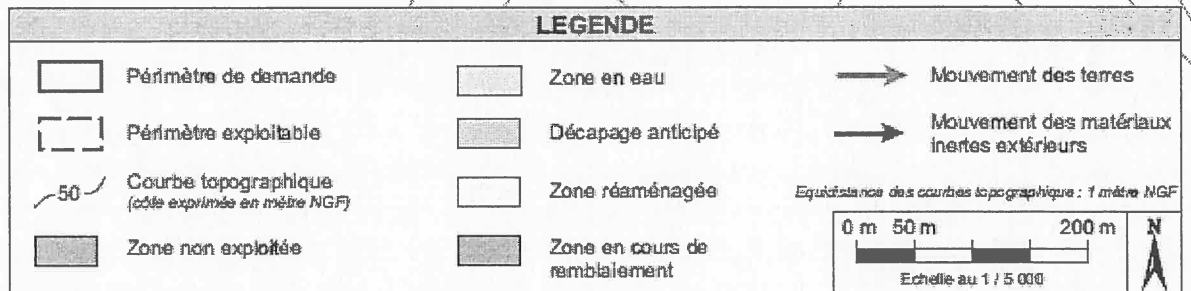 LEGENDE
Périmètre de demande
Périmètre exploitable
50
Courbe topographique
(côte exprimée en mètre NGF)
Zone non exploitée
Zone en eau
Décapage anticipé
Zone réaménagée
Zone en cours de
remblaiement
Mouvement des terres
Mouvement des matériaux
inertes extérieurs
Equidistance des courbes topographique : 1 mètre NGF
0 m 50 m 200 m
Echelle au 1 / 5 000
N